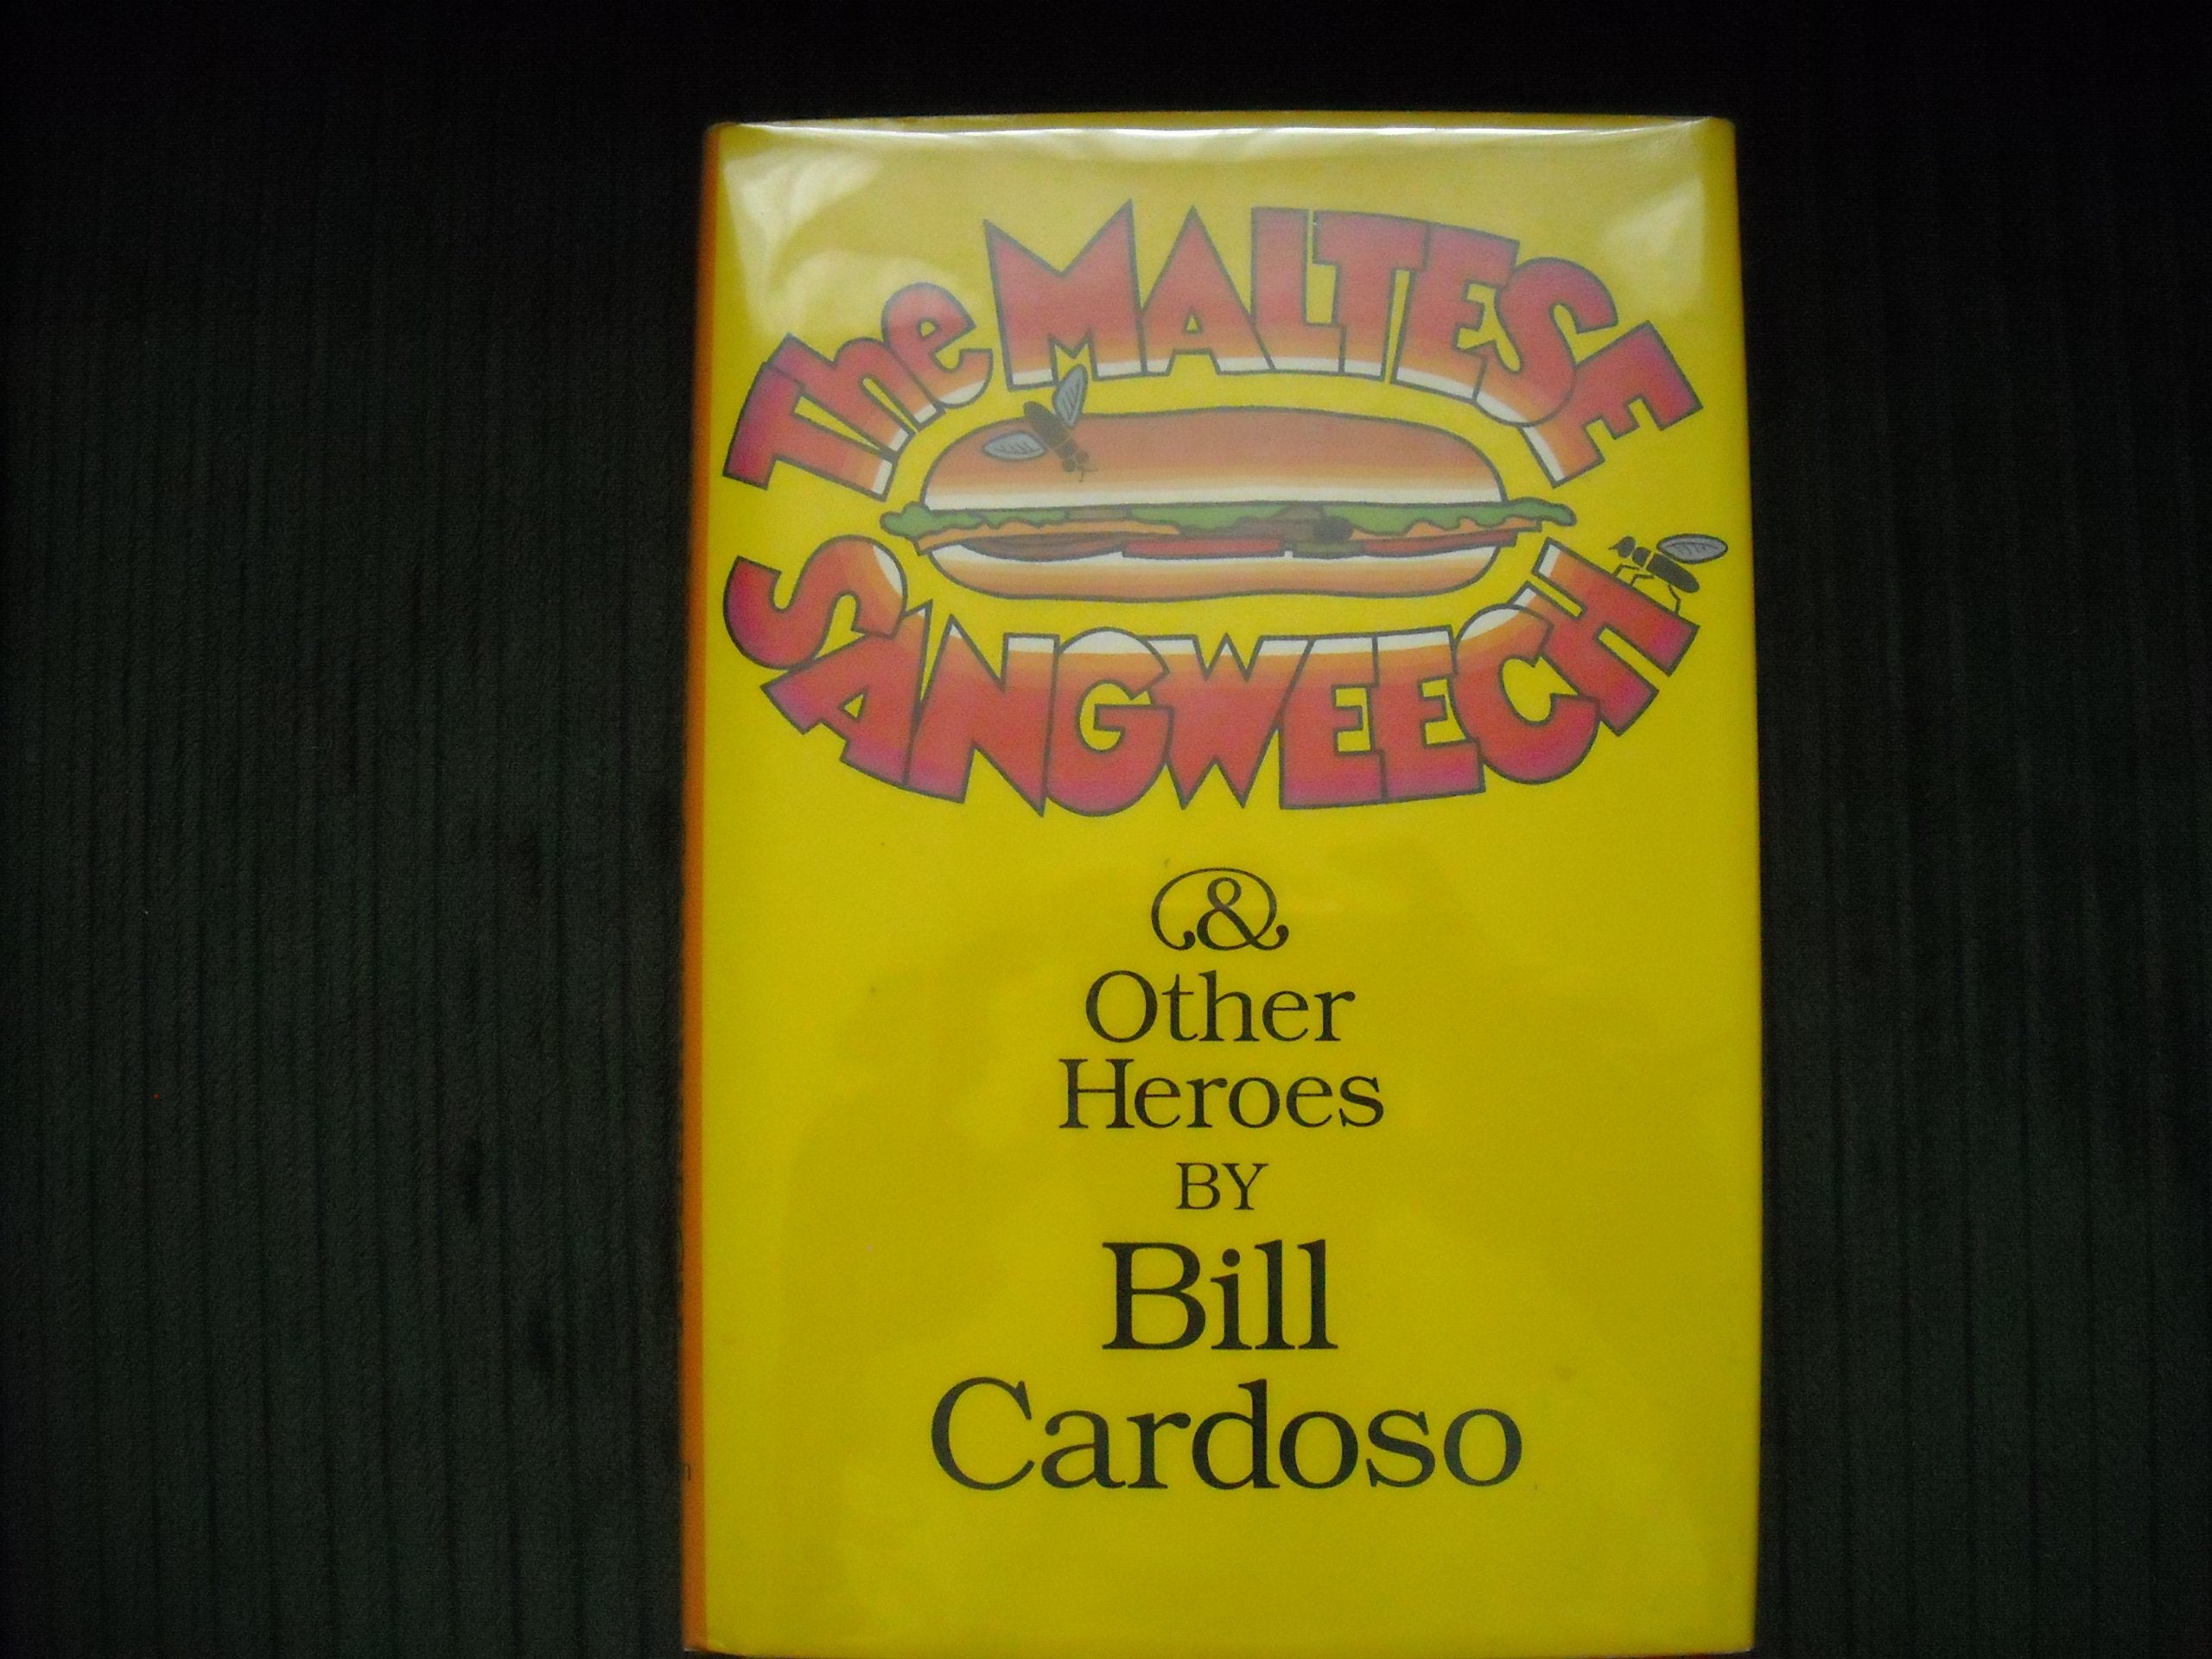 The MALTESE
SANGWEECH
&
Other
Heroes
BY
Bill
Cardoso